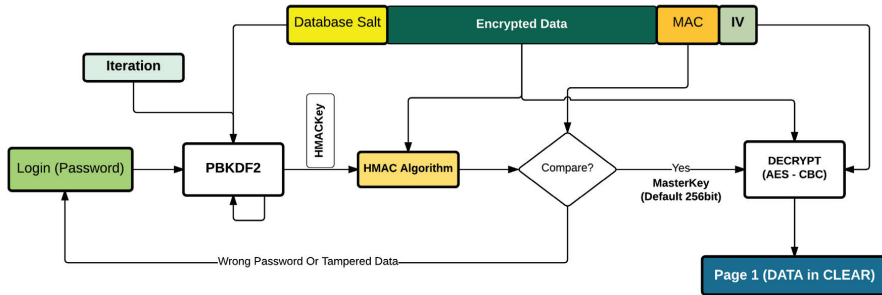 Database Salt
Encrypted Data
MAC
IV
Iteration
HMACKey
Login (Password)
PBKDF2
HMAC Algorithm
Compare?
Yes
MasterKey
(Default 256bit)
DECRYPT
(AES - CBC)
Wrong Password Or Tampered Data
Page 1 (DATA in CLEAR)